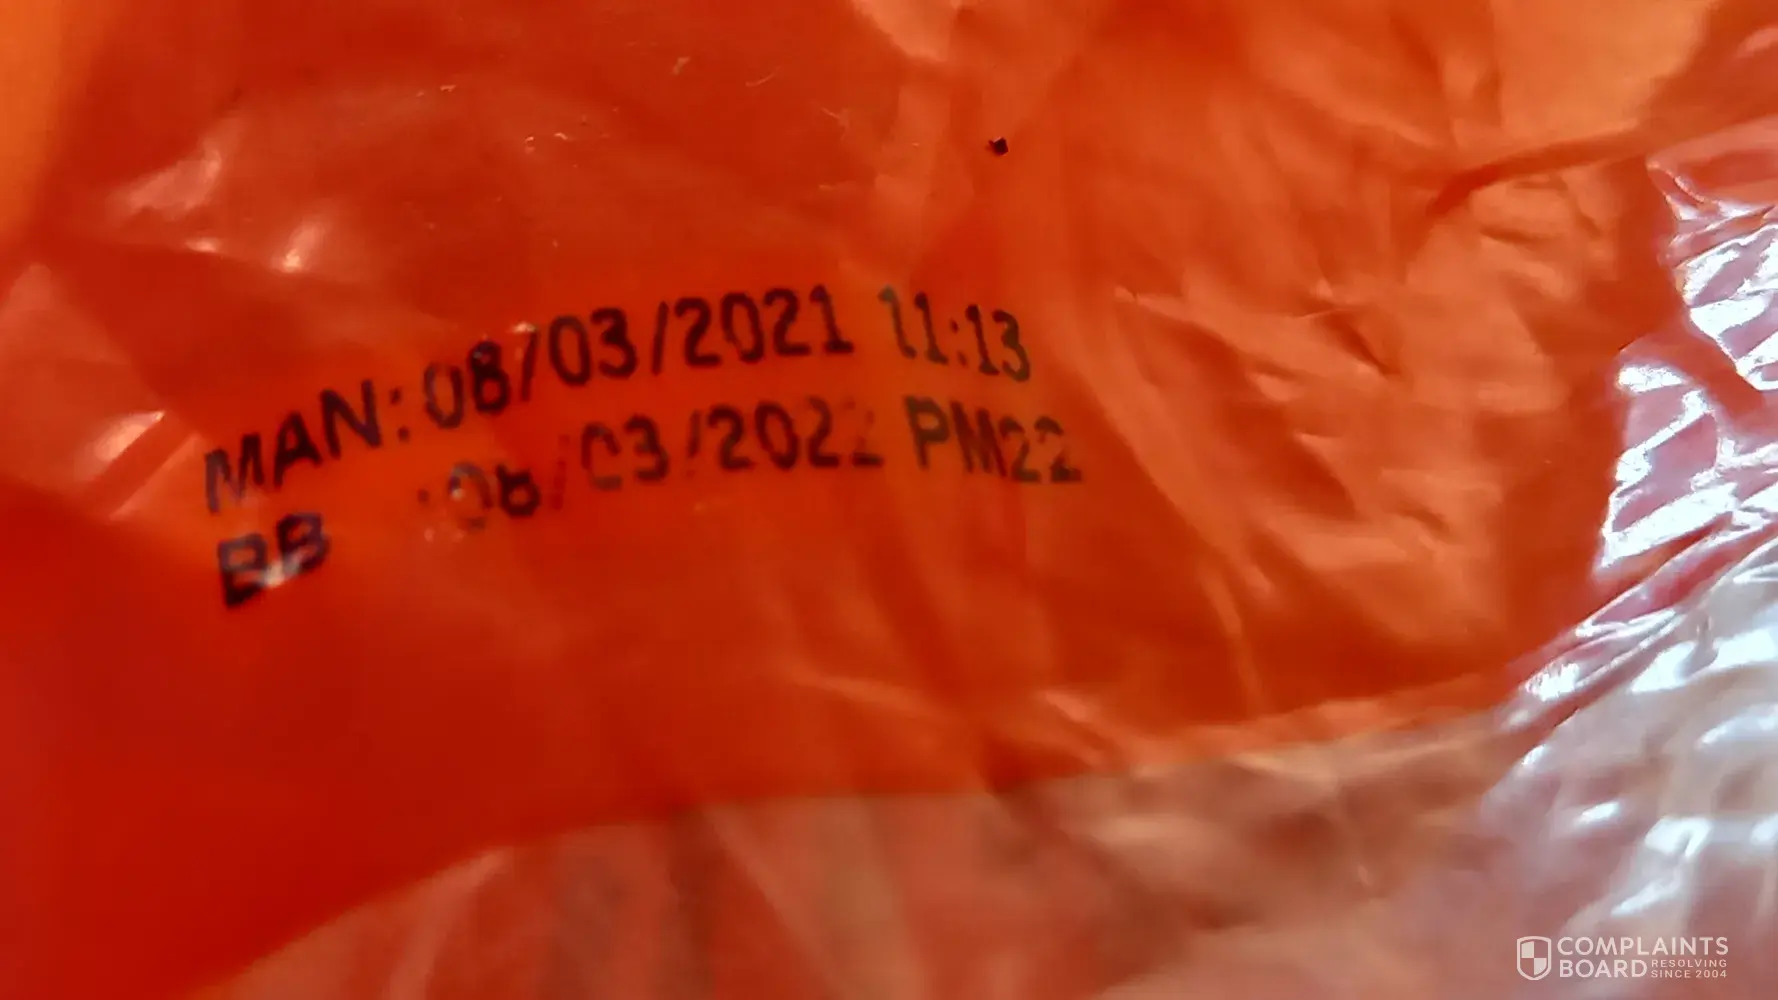 MAN: 08/03/2021 11:13
BB : 08/03/2022 PM22
COMPLAINTS
BOARD RESOLVING
SINCE 2004